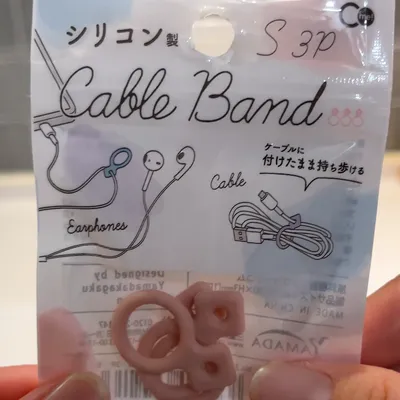 シリコン製
S 3P
Cable Band
ケーブルに
付けたまま持ち歩ける
Cable
Earphones
Designed by
Yamadakagaku
MADE IN CHINA
YAMADA